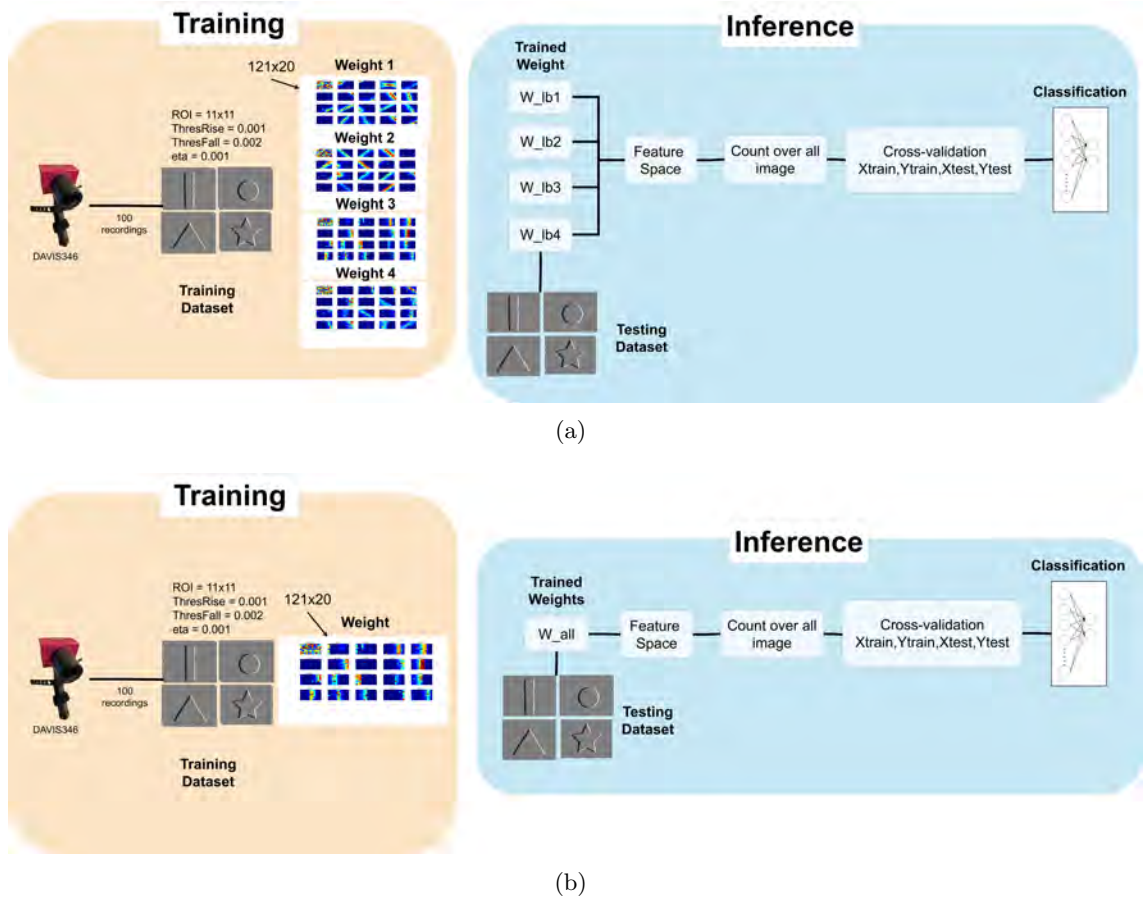 Training
121x20
Weight 1
ROI = 11x11
ThresRise = 0.001
ThresFall = 0.002
eta = 0.001
Weight 2
Weight 3
100
recordings
DAVIS346
Weight 4
Training
Dataset
Inference
Trained
Weight
W_lb1
W_lb2
W_lb3
W_lb4
Feature
Space
Count over all
image
Cross-validation
Xtrain,Ytrain,Xtest,Ytest
Classification
Testing
Dataset
(a)
Training
ROI = 11x11
ThresRise = 0.001
ThresFall = 0.002
eta = 0.001
121x20
Weight
100
recordings
DAVIS346
Training
Dataset
Inference
Trained
Weights
W_all
Feature
Space
Count over all
image
Cross-validation
Xtrain,Ytrain,Xtest,Ytest
Classification
Testing
Dataset
(b)